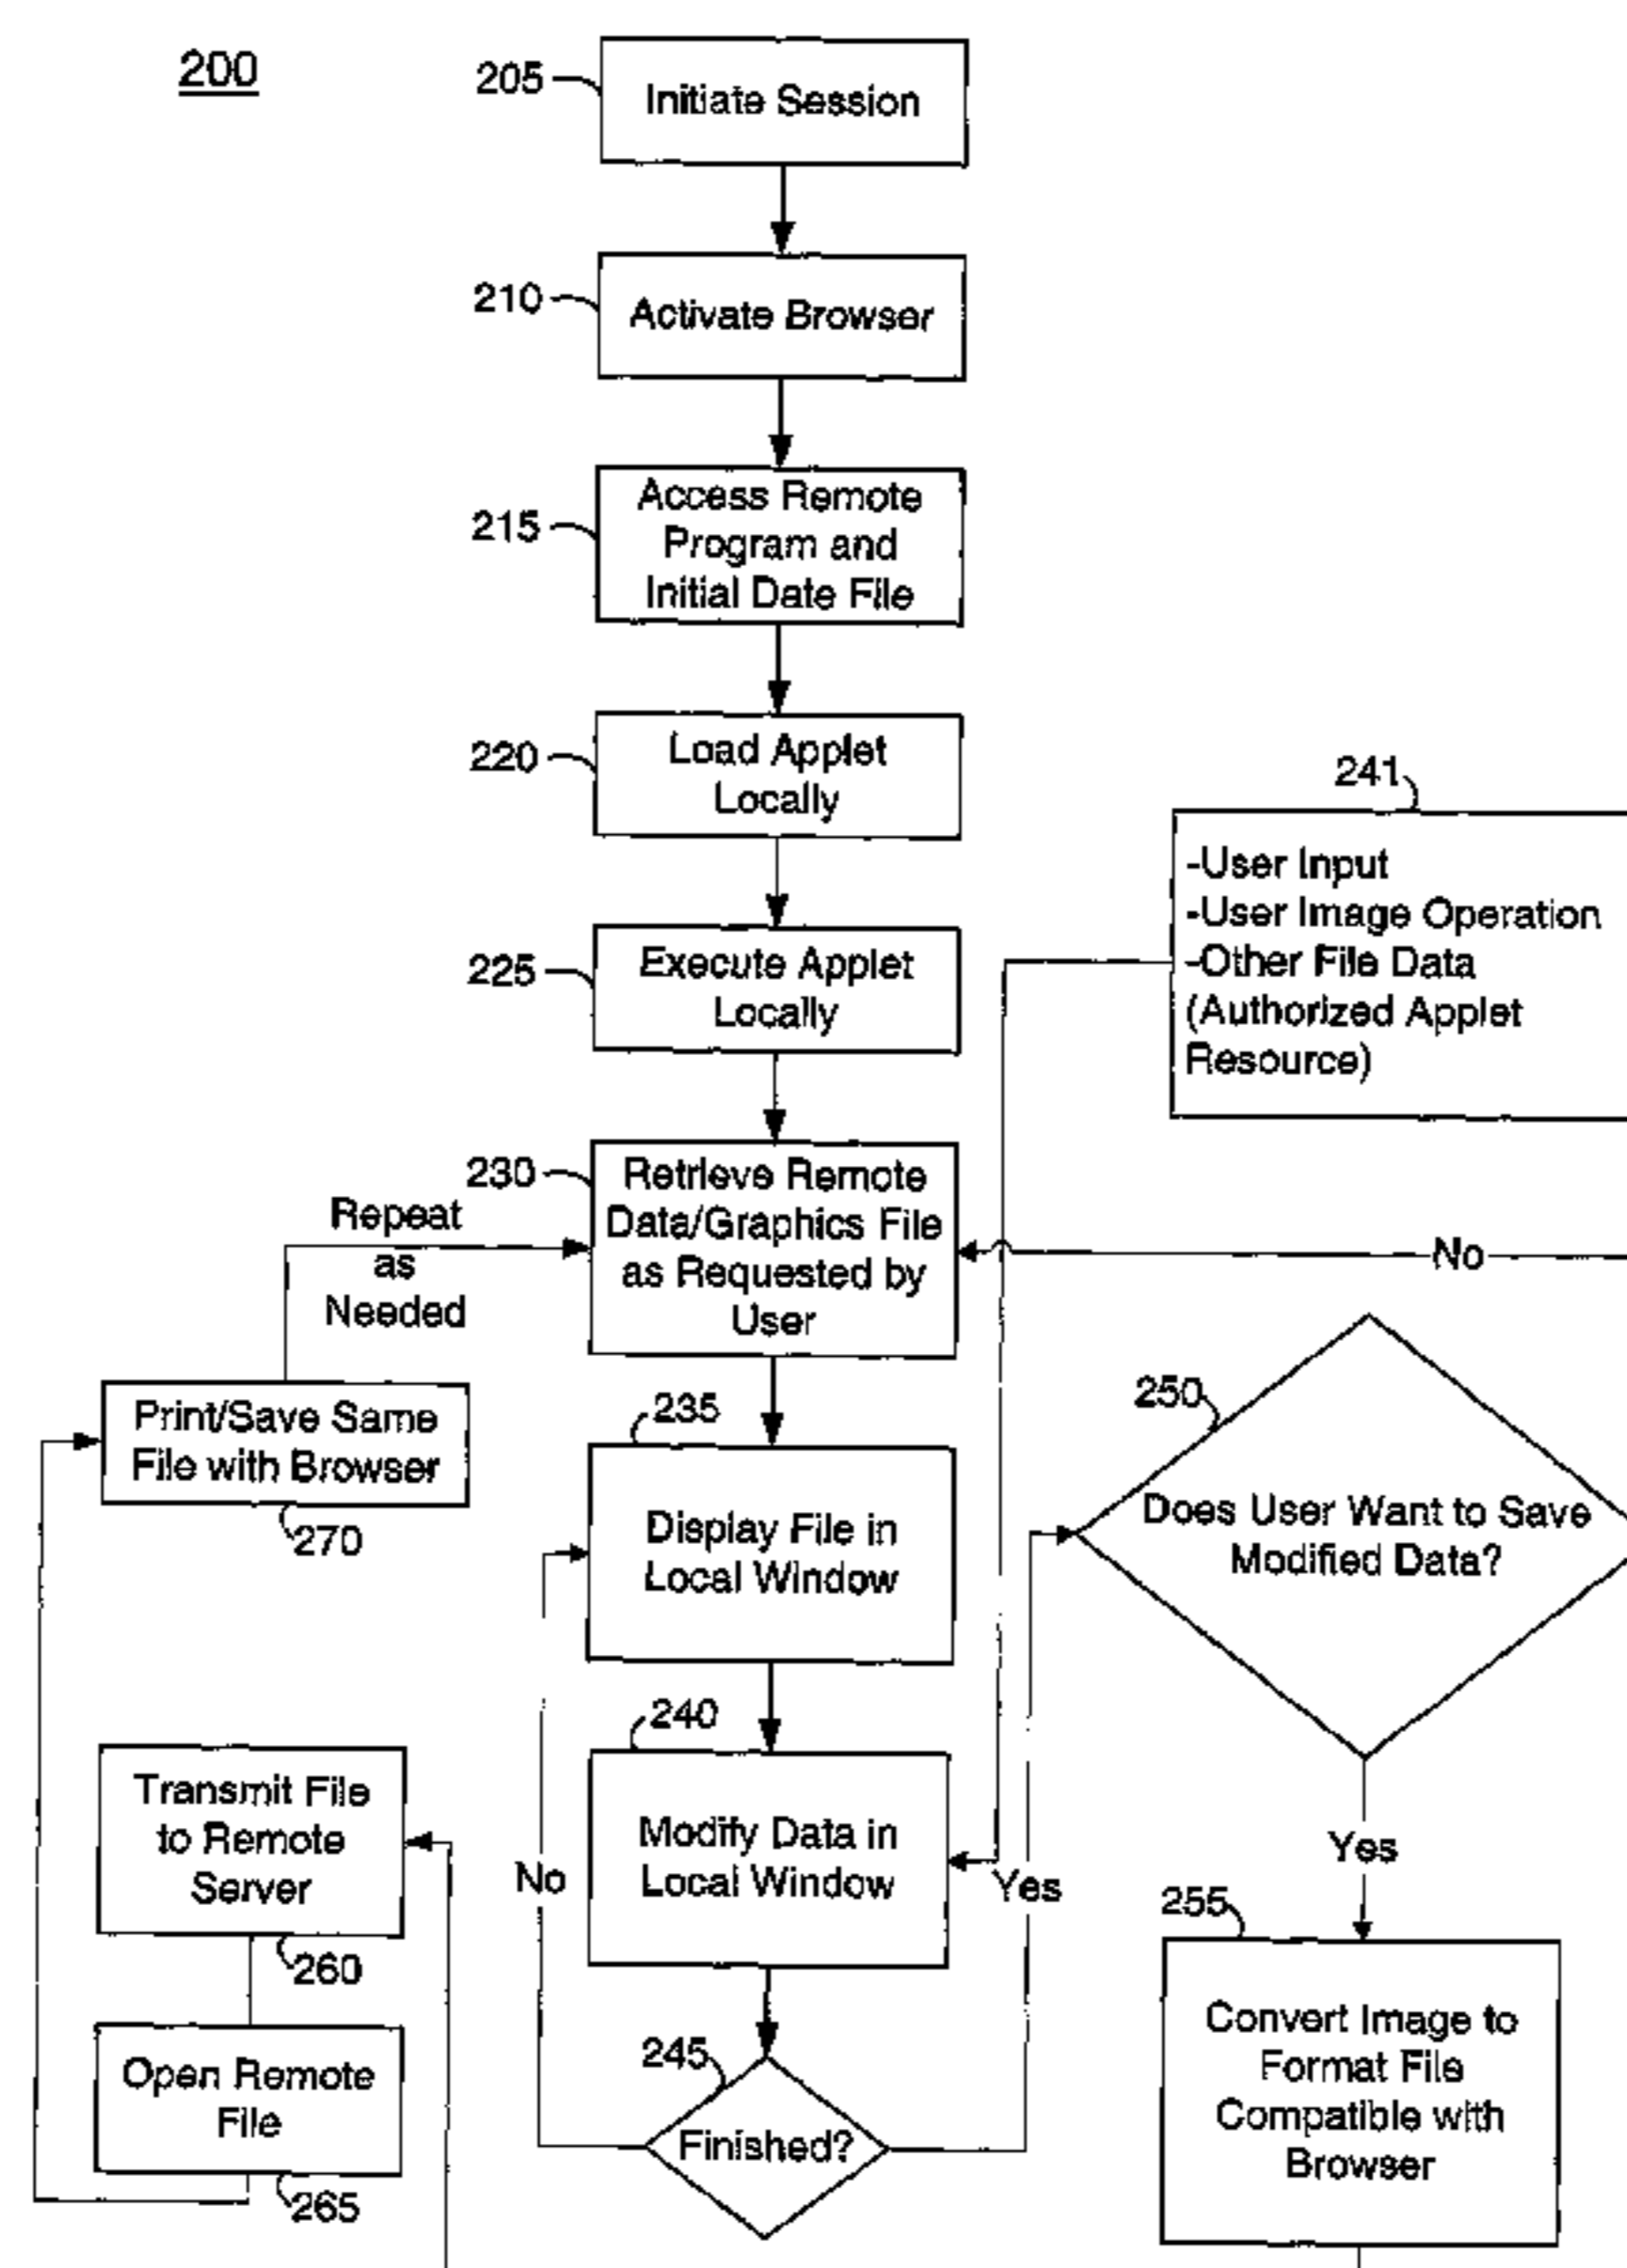 200
205
Initiate Session
210
Activate Browser
215
Access Remote
Program and
Initial Date File
220
Load Applet
Locally
225
Execute Applet
Locally
241
-User Input
-User Image Operation
-Other File Data
(Authorized Applet
Resource)
230
Retrieve Remote
Data/Graphics File
as Requested by
User
Repeat
as
Needed
No
Print/Save Same
File with Browser
270
235
Display File in
Local Window
250
Does User Want to Save
Modified Data?
240
Modify Data in
Local Window
Transmit File
to Remote
Server
260
No
Yes
Yes
255
Convert Image to
Format File
Compatible with
Browser
Open Remote
File
265
245
Finished?